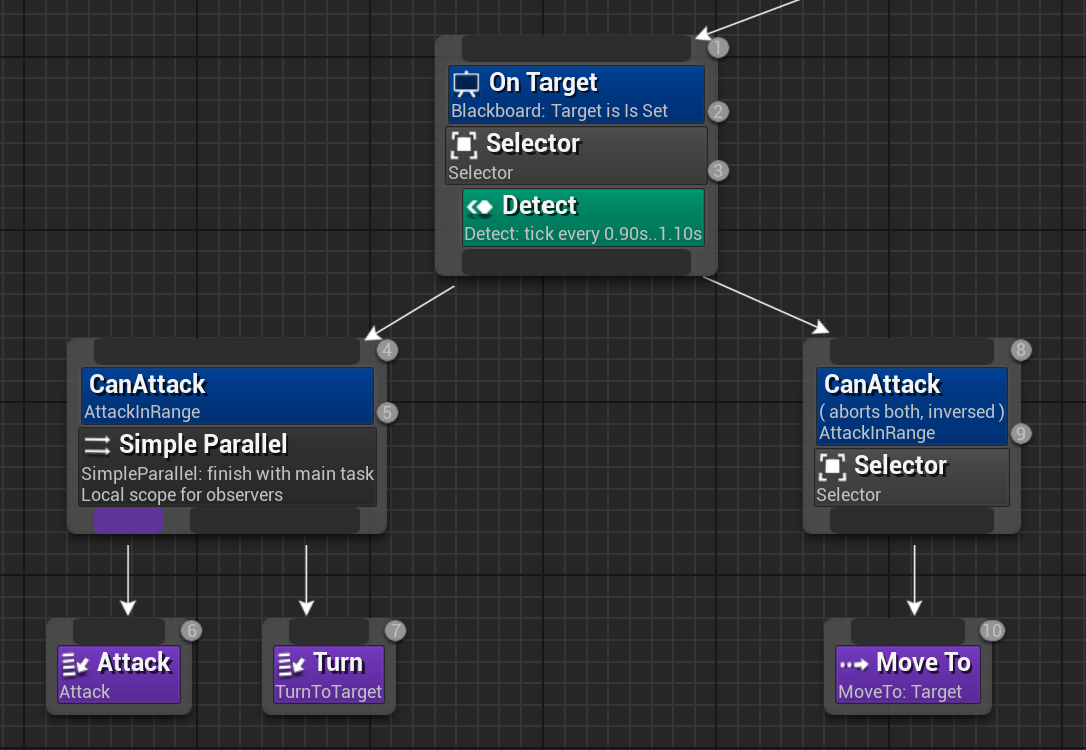 1
On Target
Blackboard: Target is Is Set
2
Selector
Selector
3
Detect
Detect: tick every 0.90s..1.10s
4
CanAttack
AttackInRange
5
Simple Parallel
SimpleParallel: finish with main task
Local scope for observers
8
CanAttack
( aborts both, inversed )
AttackInRange
9
Selector
Selector
6
Attack
Attack
7
Turn
TurnToTarget
10
Move To
MoveTo: Target